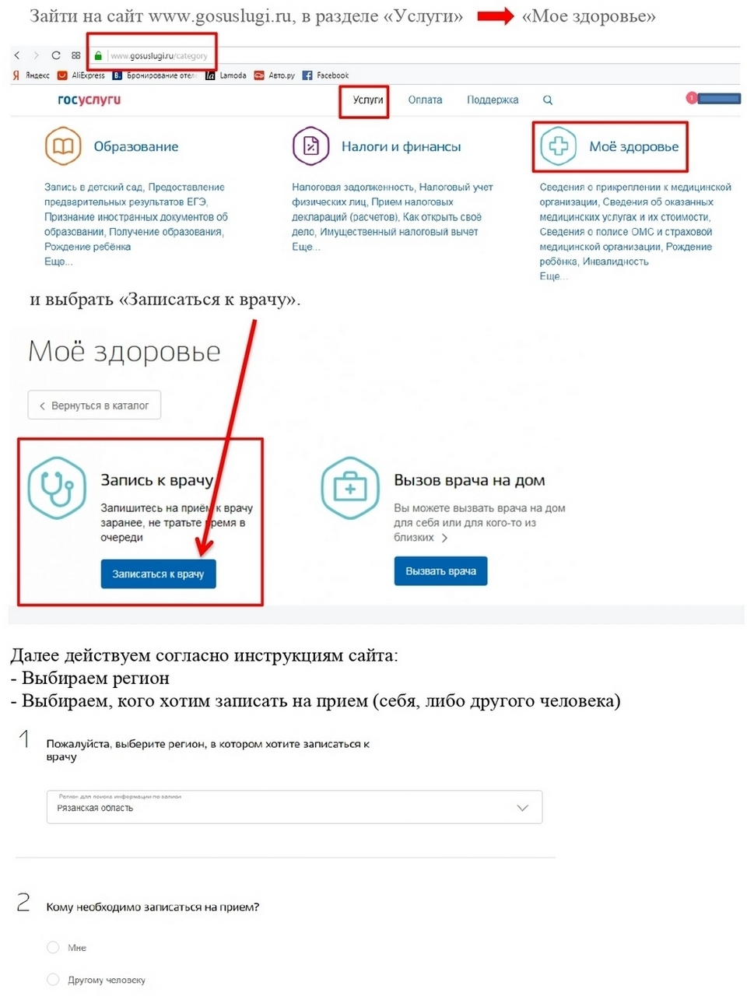 Зайти на сайт www.gosuslugi.ru, в разделе «Услуги» «Мое здоровье»
www.gosuslugi.ru/category
Яндекс AliExpress Бронирование отел Lamoda Авто.ру Facebook
госуслуги Услуги Оплата Поддержка 1
Образование
Запись в детский сад, Предоставление
предварительных результатов ЕГЭ,
Признание иностранных документов об
образовании, Получение образования,
Рождение ребёнка
Еще...
Налоги и финансы
Налоговая задолженность, Налоговый учет
физических лиц, Прием налоговых
деклараций (расчетов), Как открыть своё
дело, Имущественный налоговый вычет
Еще...
Моё здоровье
Сведения о прикреплении к медицинской
организации, Сведения об оказанных
медицинских услугах и их стоимости,
Сведения о полисе ОМС и страховой
медицинской организации, Рождение
ребёнка, Инвалидность
Еще...
и выбрать «Записаться к врачу».
Моё здоровье
Вернуться в каталог
Запись к врачу
Запишитесь на приём к врачу
заранее, не тратьте время в
очереди
Записаться к врачу
Вызов врача на дом
Вы можете вызвать врача на дом
для себя или для кого-то из
близких
Вызвать врача
Далее действуем согласно инструкциям сайта:
- Выбираем регион
- Выбираем, кого хотим записать на прием (себя, либо другого человека)
1 Пожалуйста, выберите регион, в котором хотите записаться к
врачу
Регион для поиска информации по записи
Рязанская область
2 Кому необходимо записаться на прием?
Мне
Другому человеку